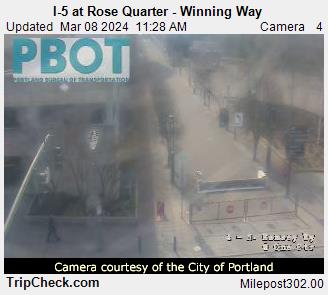 I-5 at Rose Quarter - Winning Way
Updated Mar 08 2024 11:28 AM Camera 4
PBOT
PORTLAND BUREAU OF TRANSPORTATION
Camera courtesy of the City of Portland
TripCheck.com Milepost302.00